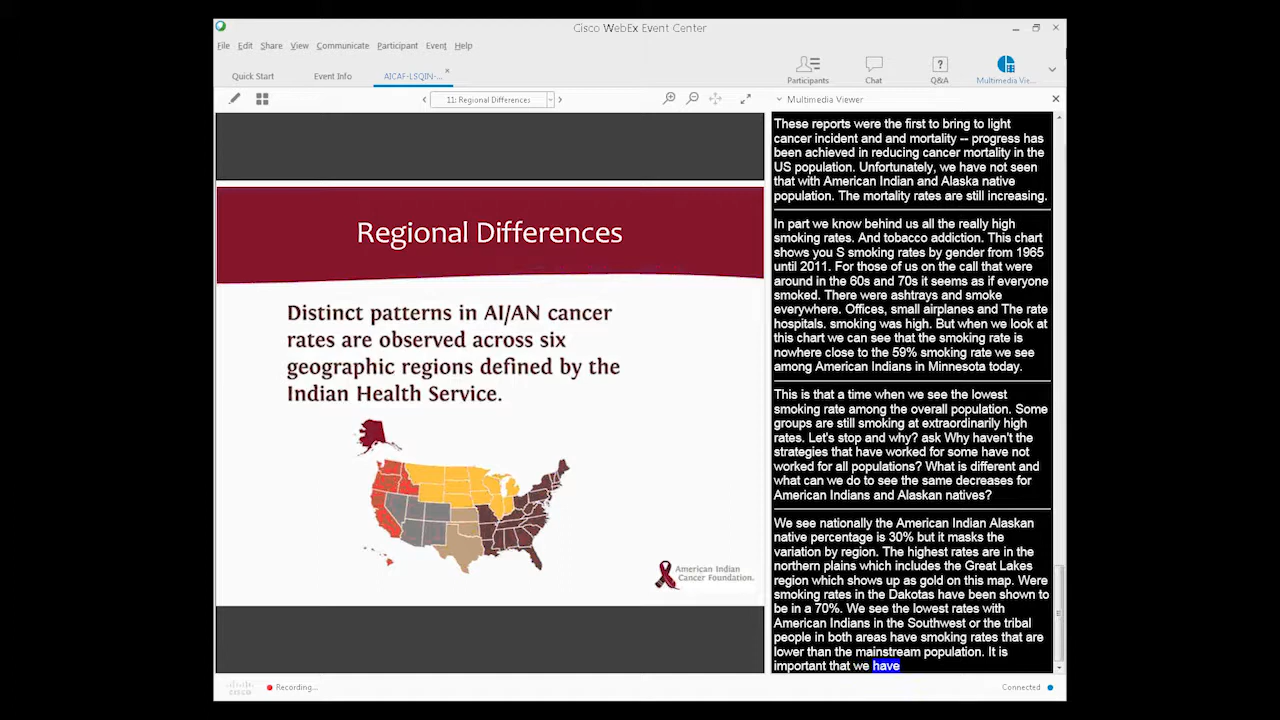 Cisco WebEx Event Center
File Edit Share View Communicate Participant Event Help
Quick Start Event Info AICAF-LSQIN-...
Participants Chat Q&A Multimedia Vie...
11: Regional Differences
Multimedia Viewer
Regional Differences
Distinct patterns in AI/AN cancer
rates are observed across six
geographic regions defined by the
Indian Health Service.
American Indian
Cancer Foundation.
These reports were the first to bring to light
cancer incident and and mortality -- progress has
been achieved in reducing cancer mortality in the
US population. Unfortunately, we have not seen
that with American Indian and Alaska native
population. The mortality rates are still increasing.
In part we know behind us all the really high
smoking rates. And tobacco addiction. This chart
shows you S smoking rates by gender from 1965
until 2011. For those of us on the call that were
around in the 60s and 70s it seems as if everyone
smoked. There were ashtrays and smoke
everywhere. Offices, small airplanes and The rate
hospitals. smoking was high. But when we look at
this chart we can see that the smoking rate is
nowhere close to the 59% smoking rate we see
among American Indians in Minnesota today.
This is that a time when we see the lowest
smoking rate among the overall population. Some
groups are still smoking at extraordinarily high
rates. Let's stop and why? ask Why haven't the
strategies that have worked for some have not
worked for all populations? What is different and
what can we do to see the same decreases for
American Indians and Alaskan natives?
We see nationally the American Indian Alaskan
native percentage is 30% but it masks the
variation by region. The highest rates are in the
northern plains which includes the Great Lakes
region which shows up as gold on this map. Were
smoking rates in the Dakotas have been shown to
be in a 70%. We see the lowest rates with
American Indians in the Southwest or the tribal
people in both areas have smoking rates that are
lower than the mainstream population. It is
important that we have
cisco Recording...
Connected